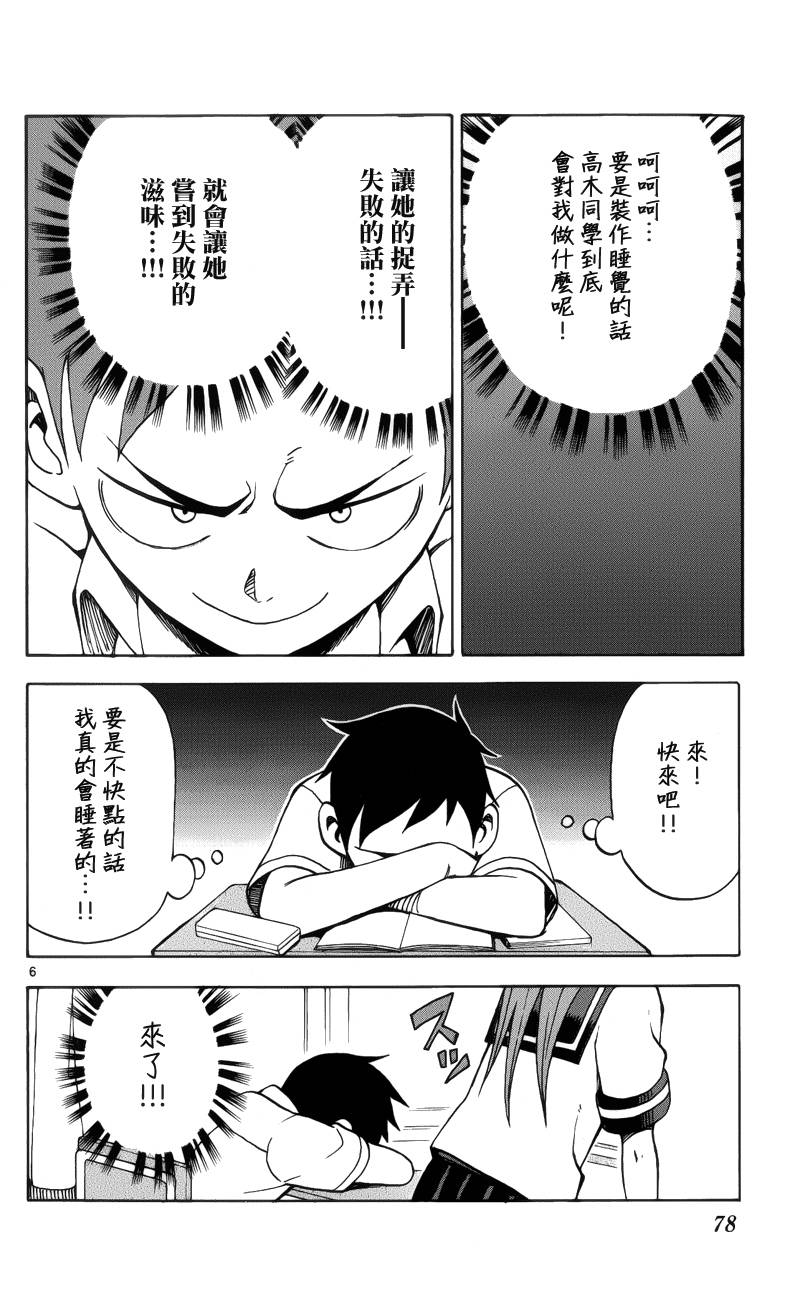 呵呵呵…
要是裝作睡覺的話
高木同學到底
會對我做什麼呢！
讓她的捉弄——
失敗的話…!!!
就會讓她
嘗到失敗的
滋味…!!!
來！
快來吧!!
要是不快點的話
我真的會睡著的…!!
6
來了!!!
スッ
78